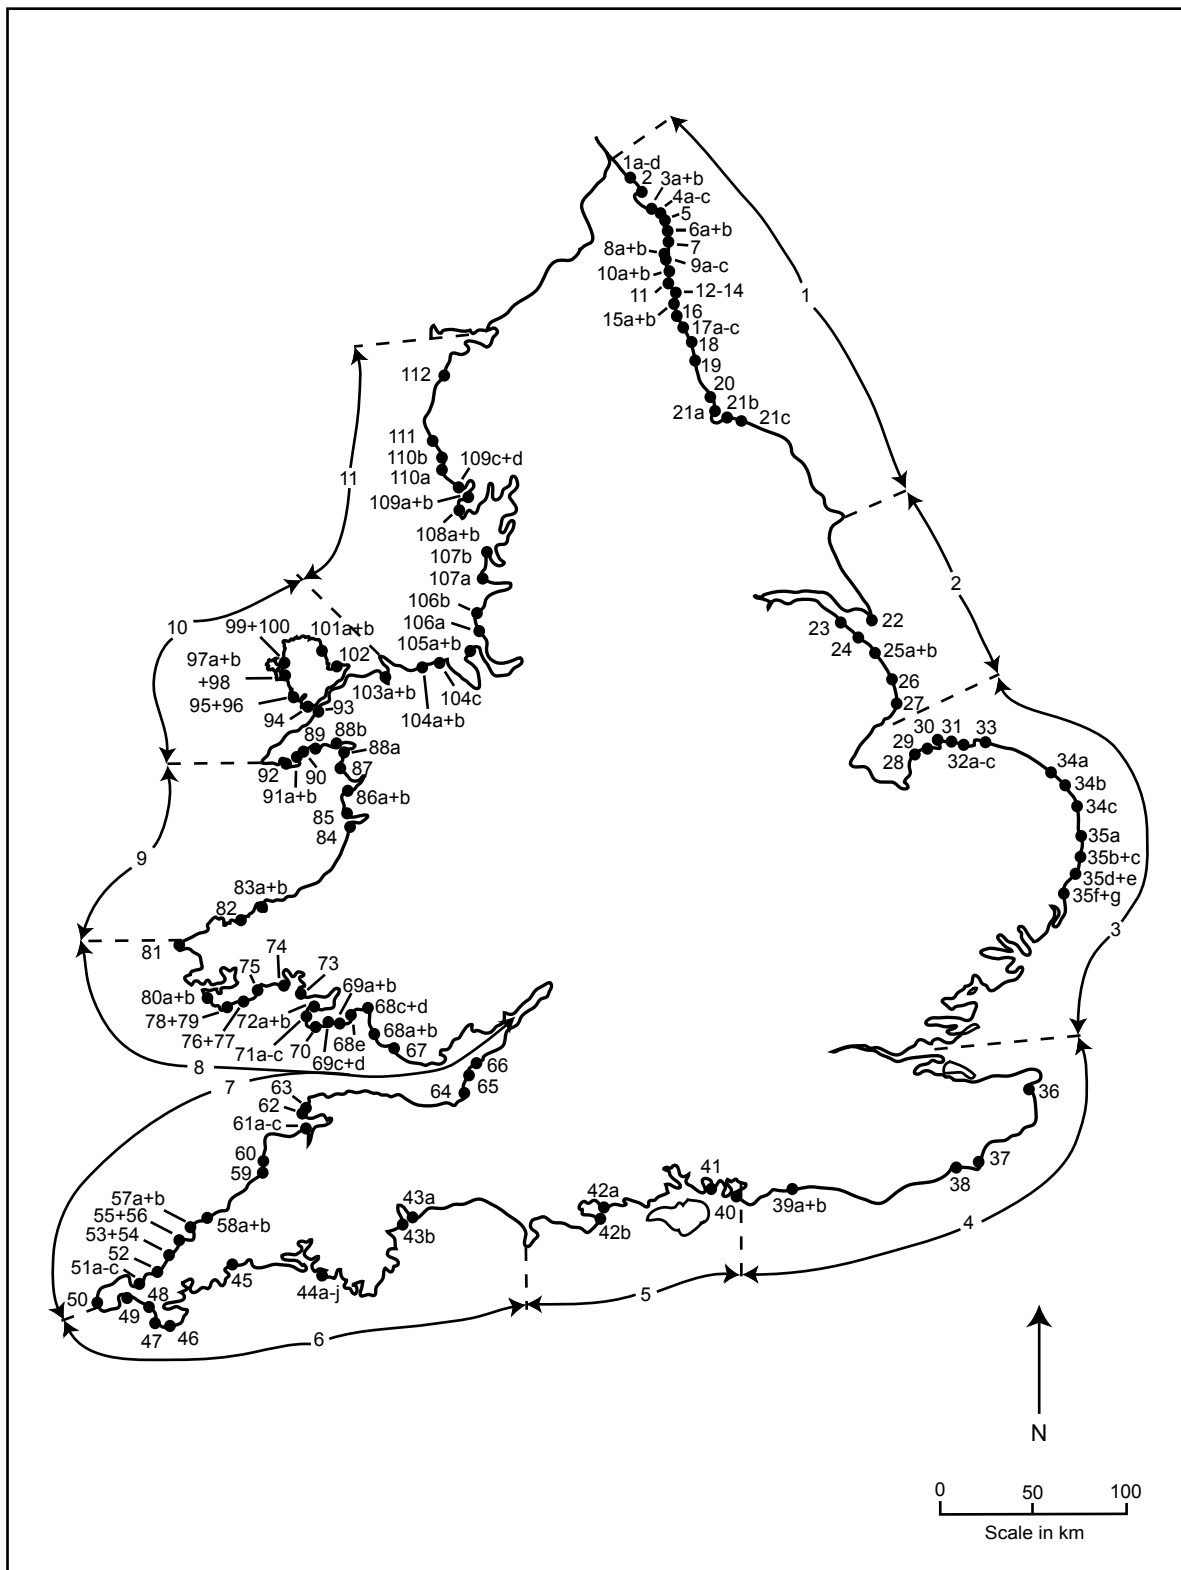 1a-d
2
3a+b
4a-c
5
6a+b
7
8a+b
9a-c
10a+b
11
12-14
15a+b
16
17a-c
18
19
20
21a
21b
21c
1
2
22
23
24
25a+b
26
27
28
29
30
31
32a-c
33
34a
34b
34c
35a
35b+c
35d+e
35f+g
3
36
37
38
39a+b
4
40
41
42a
42b
5
43a
43b
44a-j
45
46
47
48
49
50
6
51a-c
52
53+54
55+56
57a+b
58a+b
59
60
61a-c
62
63
64
65
66
7
8
67
68a+b
68c+d
68e
69a+b
69c+d
70
71a-c
72a+b
73
74
75
76+77
78+79
80a+b
81
82
83a+b
9
84
85
86a+b
87
88a
88b
89
90
91a+b
92
93
94
95+96
97a+b
+98
99+100
101a+b
102
103a+b
10
104a+b
104c
105a+b
106a
106b
107a
107b
108a+b
109a+b
109c+d
110a
110b
111
112
11
N
0
50
100
Scale in km